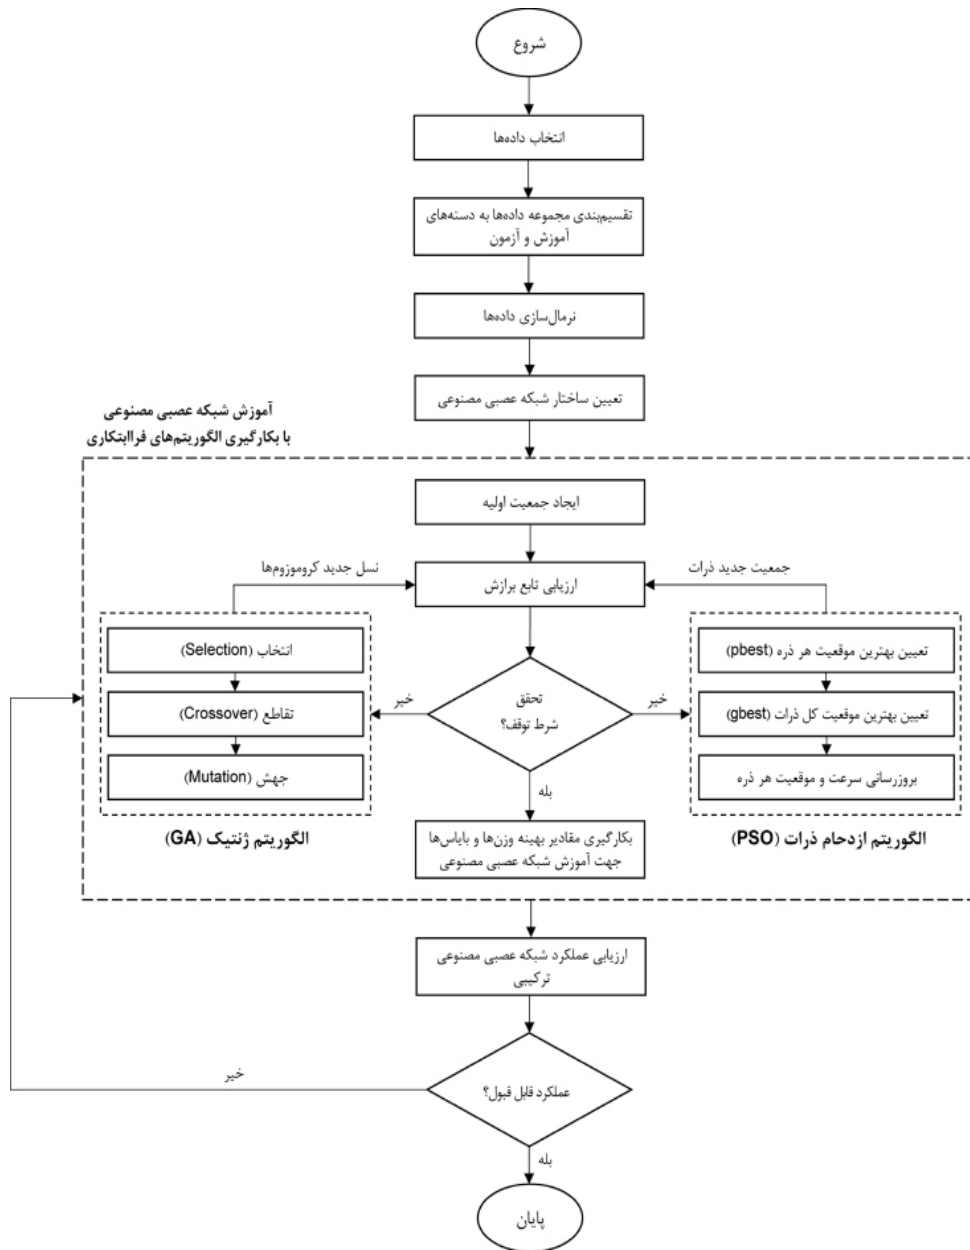 شروع
انتخاب داده‌ها
تقسیم‌بندی مجموعه داده‌ها به دسته‌های
آموزش و آزمون
نرمال‌سازی داده‌ها
تعیین ساختار شبکه عصبی مصنوعی
آموزش شبکه عصبی مصنوعی
با بکارگیری الگوریتم‌های فراابتکاری
ایجاد جمعیت اولیه
جمعیت جدید ذرات
ارزیابی تابع برازش
نسل جدید کروموزوم‌ها
تعیین بهترین موقعیت هر ذره (pbest)
تعیین بهترین موقعیت کل ذرات (gbest)
بروزرسانی سرعت و موقعیت هر ذره
الگوریتم ازدحام ذرات (PSO)
خیر
تحقق
شرط توقف؟
خیر
انتخاب (Selection)
تقاطع (Crossover)
جهش (Mutation)
الگوریتم ژنتیک (GA)
بله
بکارگیری مقادیر بهینه وزن‌ها و بایاس‌ها
جهت آموزش شبکه عصبی مصنوعی
ارزیابی عملکرد شبکه عصبی مصنوعی
ترکیبی
عملکرد قابل قبول؟
خیر
بله
پایان